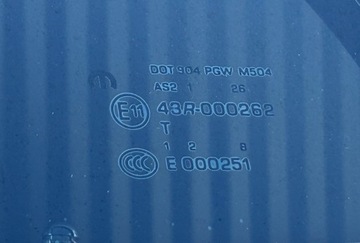 DOT 904 PGW M504
AS2 1 26
E11 43R-000262
T
1 2 8
CCC E 000251